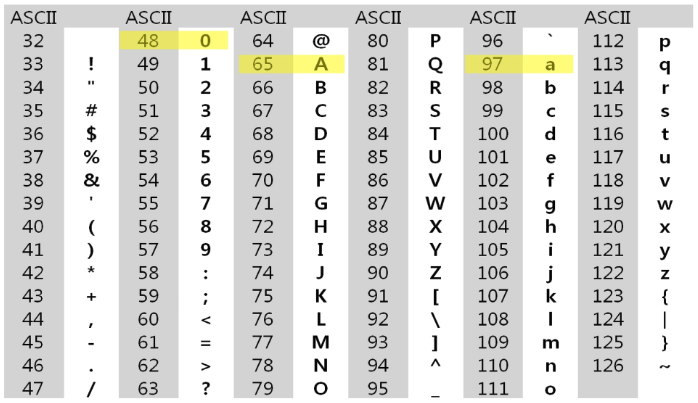 ASCII ASCII ASCII ASCII ASCII ASCII
32 48 0 64 @ 80 P 96 ` 112 p
33 ! 49 1 65 A 81 Q 97 a 113 q
34 " 50 2 66 B 82 R 98 b 114 r
35 # 51 3 67 C 83 S 99 c 115 s
36 $ 52 4 68 D 84 T 100 d 116 t
37 % 53 5 69 E 85 U 101 e 117 u
38 & 54 6 70 F 86 V 102 f 118 v
39 ' 55 7 71 G 87 W 103 g 119 w
40 ( 56 8 72 H 88 X 104 h 120 x
41 ) 57 9 73 I 89 Y 105 i 121 y
42 * 58 : 74 J 90 Z 106 j 122 z
43 + 59 ; 75 K 91 [ 107 k 123 {
44 , 60 < 76 L 92 \ 108 l 124 |
45 - 61 = 77 M 93 ] 109 m 125 }
46 . 62 > 78 N 94 ^ 110 n 126 ~
47 / 63 ? 79 O 95 _ 111 o